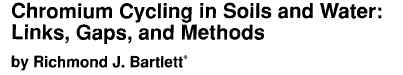 Chromium Cycling in Soils and Water:
Links, Gaps, and Methods
by Richmond J. Bartlett*